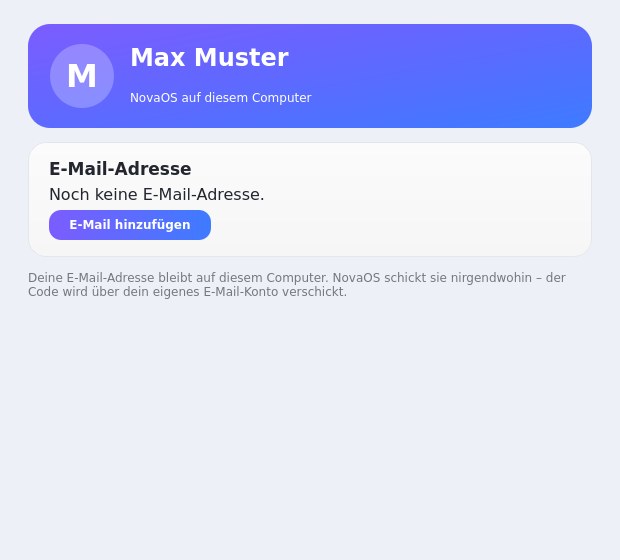 M
Max Muster
NovaOS auf diesem Computer
E-Mail-Adresse
Noch keine E-Mail-Adresse.
E-Mail hinzufügen
Deine E-Mail-Adresse bleibt auf diesem Computer. NovaOS schickt sie nirgendwohin – der
Code wird über dein eigenes E-Mail-Konto verschickt.